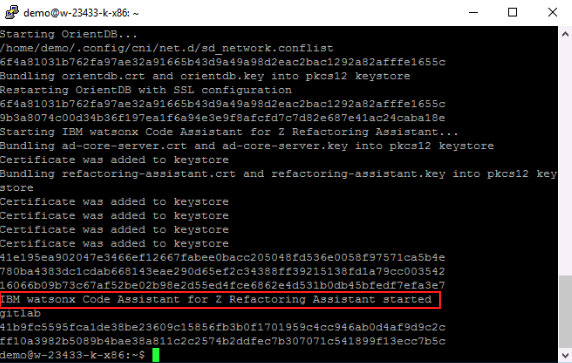 demo@w-23433-k-x86: ~
Starting OrientDB...
/home/demo/.config/cni/net.d/sd_network.conflist
6f4a81031b762fa97ae32a91665b43d9a49a98d2eac2bac1292a82afffe1655c
Bundling orientdb.crt and orientdb.key into pkcs12 keystore
Restarting OrientDB with SSL configuration
6f4a81031b762fa97ae32a91665b43d9a49a98d2eac2bac1292a82afffe1655c
9b3a8074c00d34b36f197ea1f6a94e3e9f8afcfd7c7d82e687e41ac24caba18e
Starting IBM watsonx Code Assistant for Z Refactoring Assistant...
Bundling ad-core-server.crt and ad-core-server.key into pkcs12 keystore
Certificate was added to keystore
Bundling refactoring-assistant.crt and refactoring-assistant.key into pkcs12 key
store
Certificate was added to keystore
Certificate was added to keystore
Certificate was added to keystore
Certificate was added to keystore
41e195ea902047e3466ef12667fabee0bacc205048fd536e0058f97571ca5b4e
780ba4383dc1cdab668143eae290d65ef2c34388ff39215138fd1a79cc003542
16066b09b73c67af52be02b98e2d55ed4fce6862e4d531b0db45bfedf7efa3e7
IBM watsonx Code Assistant for Z Refactoring Assistant started
gitlab
41b9fc5595fca1de38be23609c15856fb3b0f1701959c4cc946ab0d4af9d9c2c
ff10a3982b5089b4bae38a811c2c2574b2ddfec7b307071c541899f13ecc7b5c
demo@w-23433-k-x86:~$